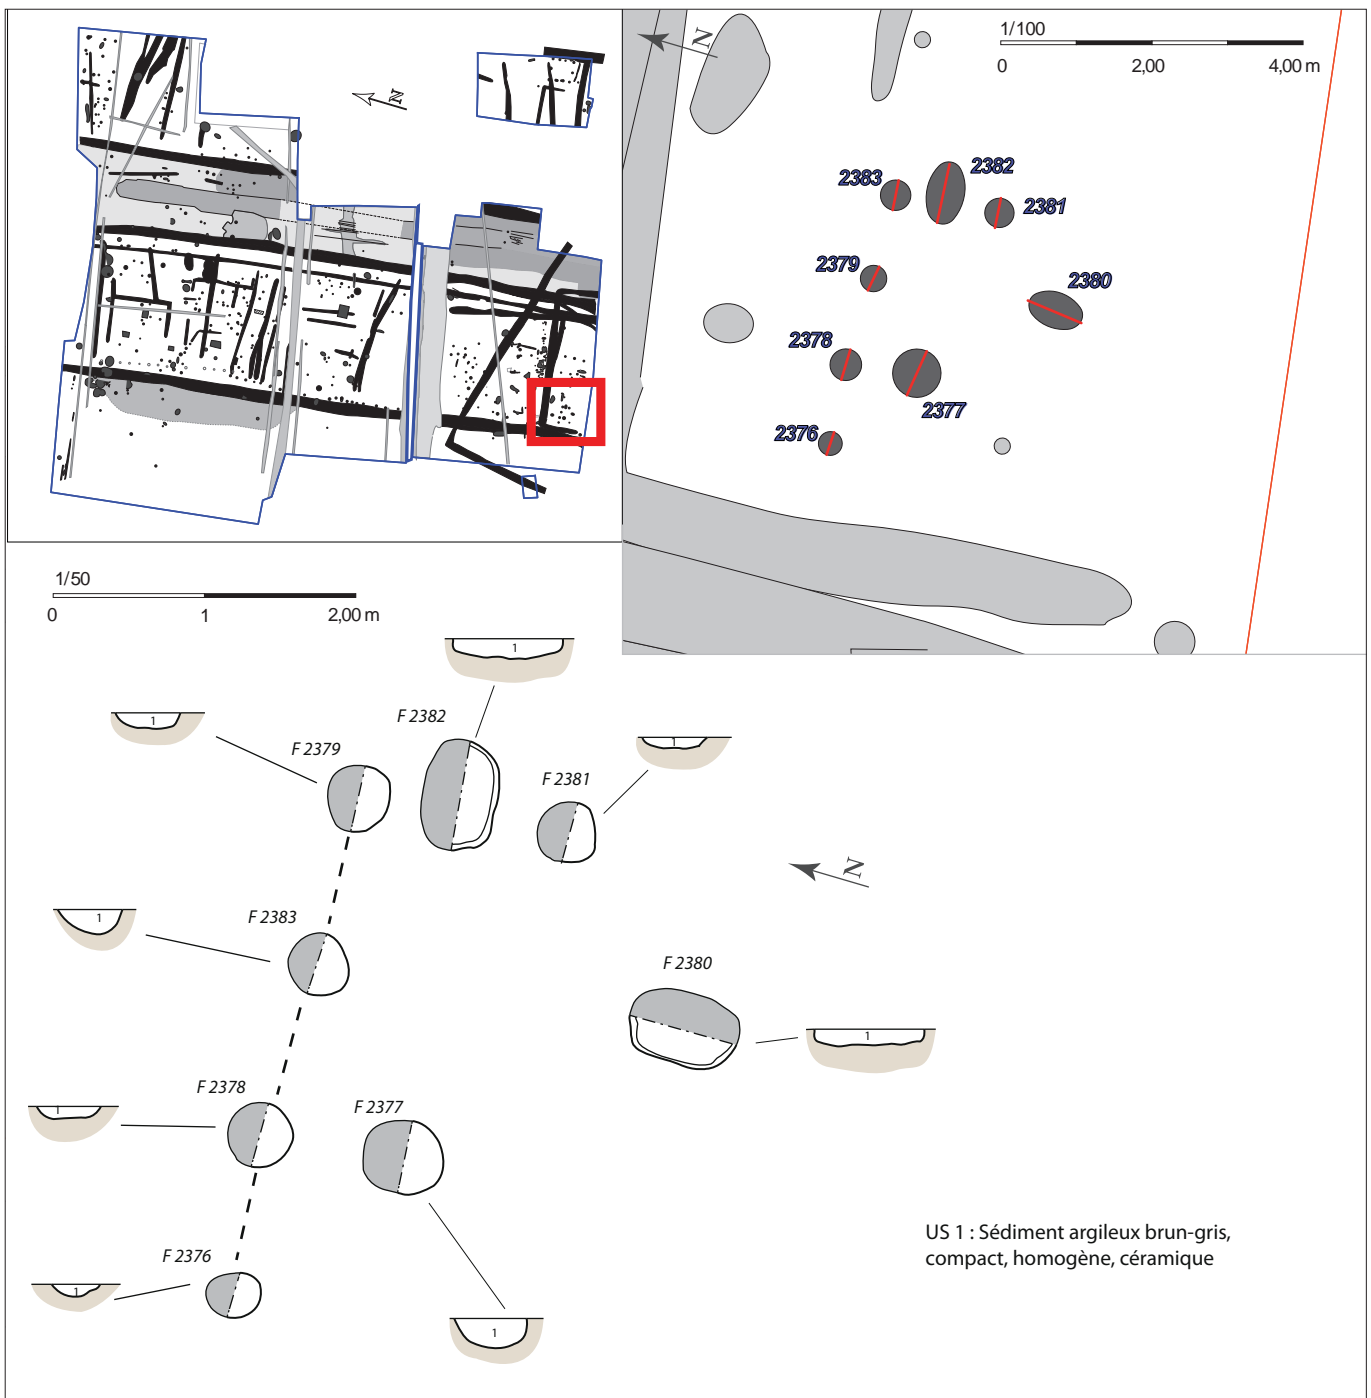 N
N
1/100
0 2,00 4,00 m
2383
2382
2381
2379
2380
2378
2377
2376
1/50
0 1 2,00 m
1
1
F 2382
F 2379
1
F 2381
N
F 2383
1
F 2380
1
F 2378
F 2377
1
F 2376
1
1
US 1 : Sédiment argileux brun-gris,
compact, homogène, céramique